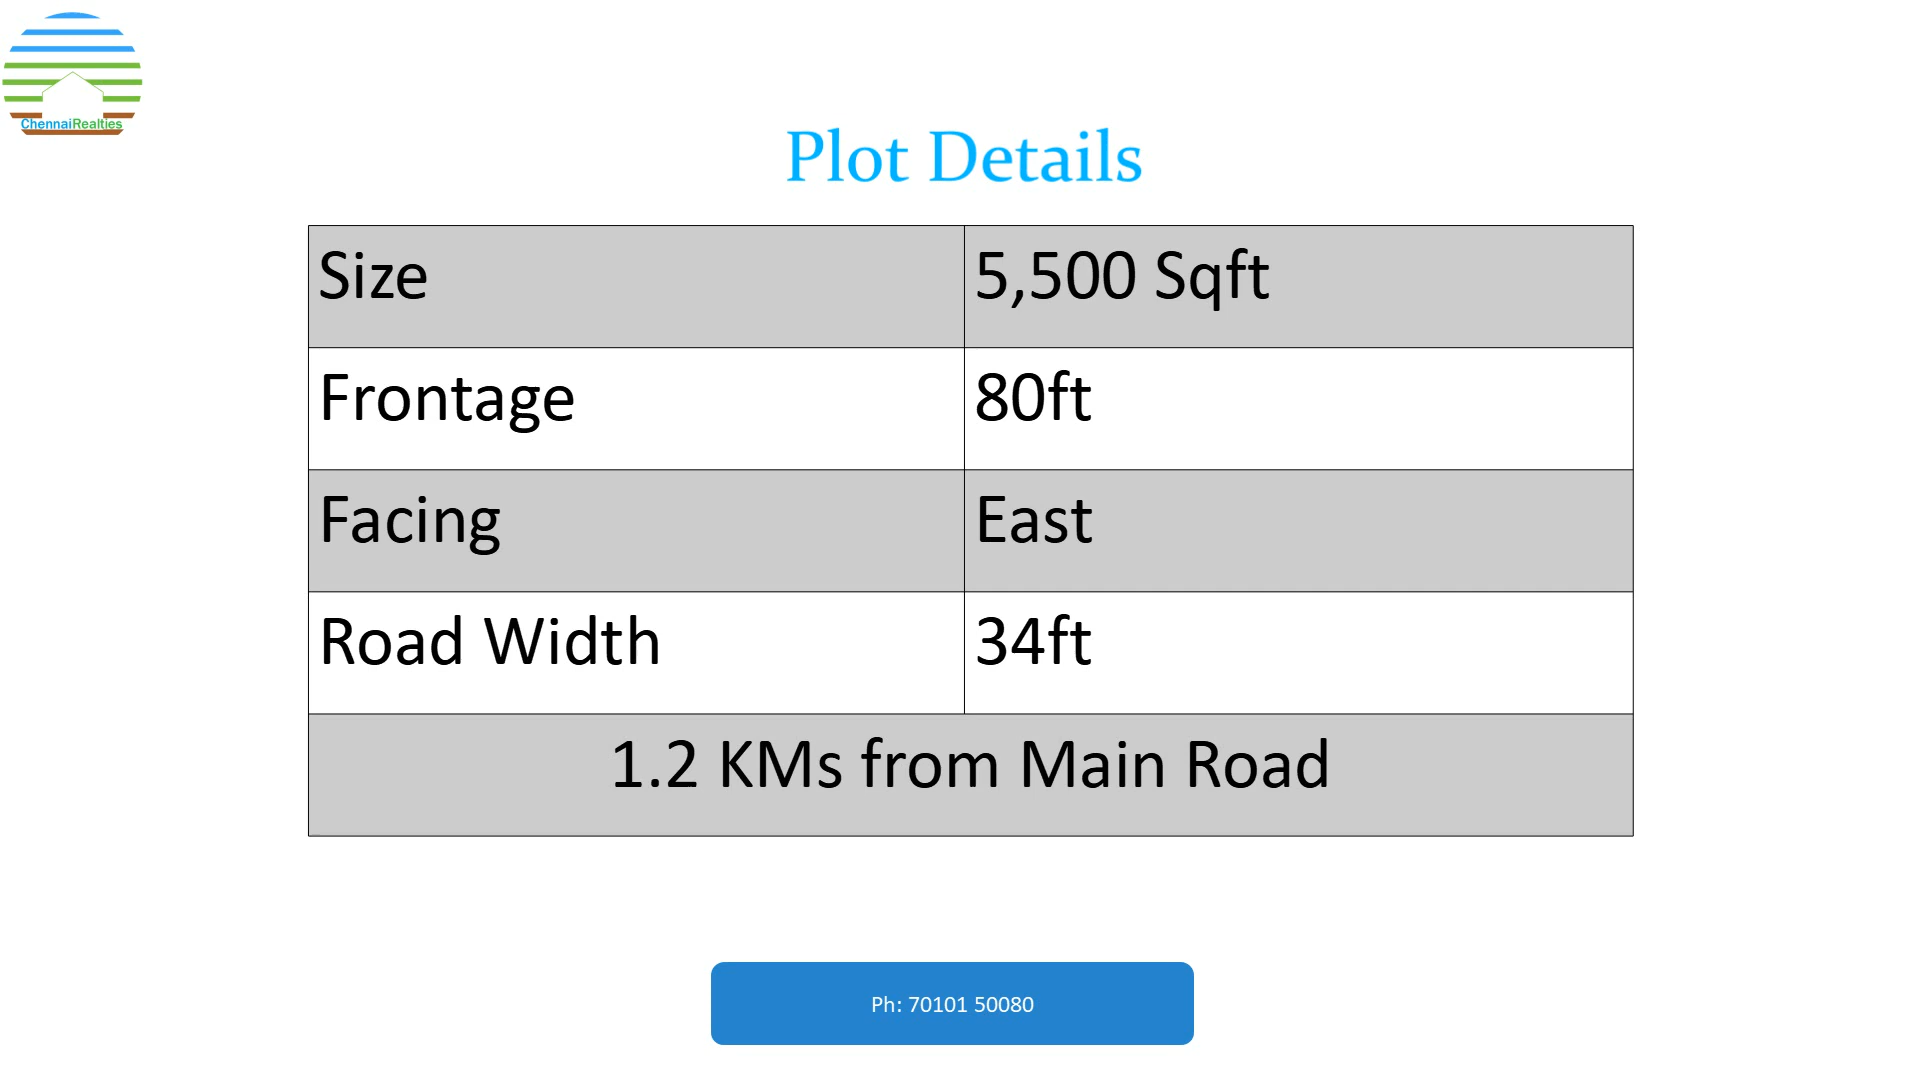 ChennaiRealties
Plot Details
Size 5,500 Sqft
Frontage 80ft
Facing East
Road Width 34ft
1.2 KMs from Main Road
Ph: 70101 50080